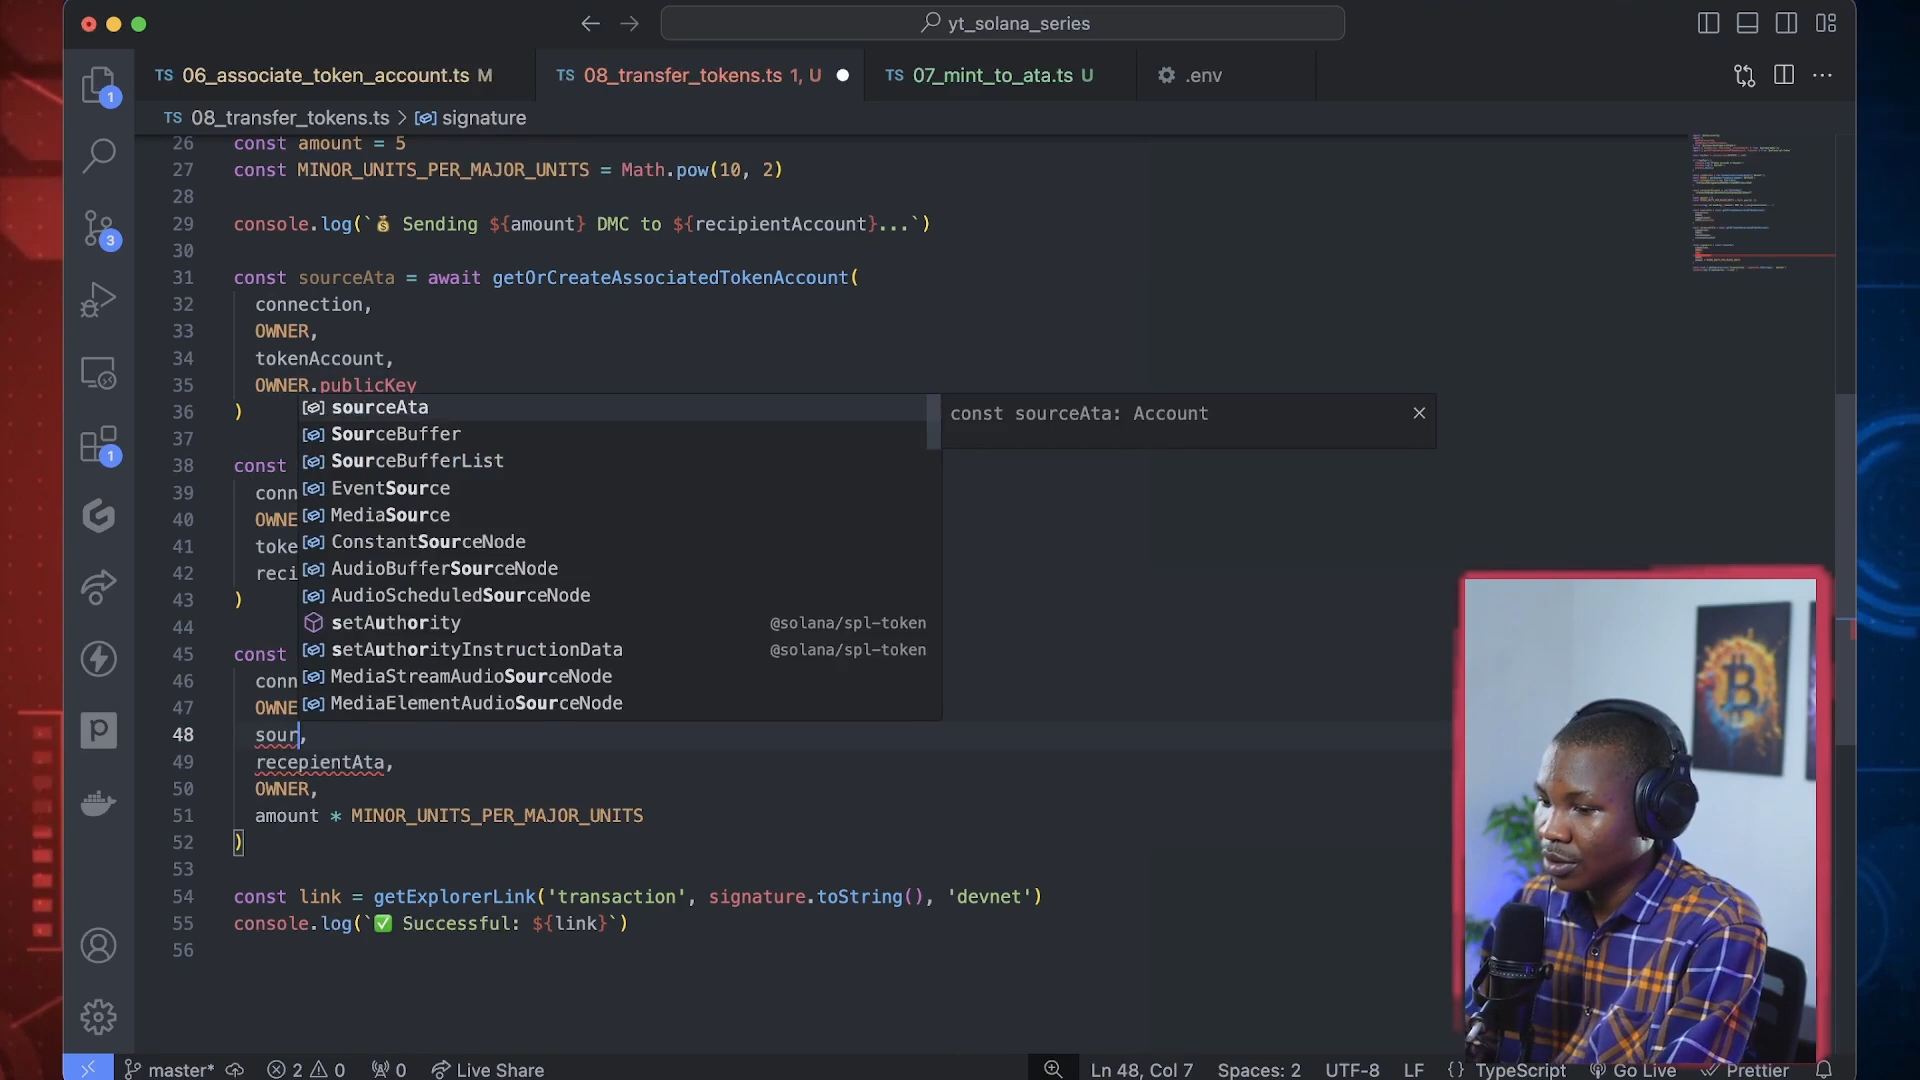 yt_solana_series
TS 06_associate_token_account.ts M
TS 08_transfer_tokens.ts 1, U
TS 07_mint_to_ata.ts U
.env
TS 08_transfer_tokens.ts > signature
26 const amount = 5
27 const MINOR_UNITS_PER_MAJOR_UNITS = Math.pow(10, 2)
28
29 console.log(`💰 Sending ${amount} DMC to ${recipientAccount}...`)
30
31 const sourceAta = await getOrCreateAssociatedTokenAccount(
32 connection,
33 OWNER,
34 tokenAccount,
35 OWNER.publicKey
36 )
37
38 const
39 conn
40 OWNE
41 toke
42 reci
43 )
44
45 const
46 conn
47 OWNE
48 sour,
49 recepientAta,
50 OWNER,
51 amount * MINOR_UNITS_PER_MAJOR_UNITS
52 )
53
54 const link = getExplorerLink('transaction', signature.toString(), 'devnet')
55 console.log(`✅ Successful: ${link}`)
56
sourceAta
SourceBuffer
SourceBufferList
EventSource
MediaSource
ConstantSourceNode
AudioBufferSourceNode
AudioScheduledSourceNode
setAuthority @solana/spl-token
setAuthorityInstructionData @solana/spl-token
MediaStreamAudioSourceNode
MediaElementAudioSourceNode
const sourceAta: Account
1
3
1
master* 2 0 0 Live Share Ln 48, Col 7 Spaces: 2 UTF-8 LF {} TypeScript Go Live Prettier